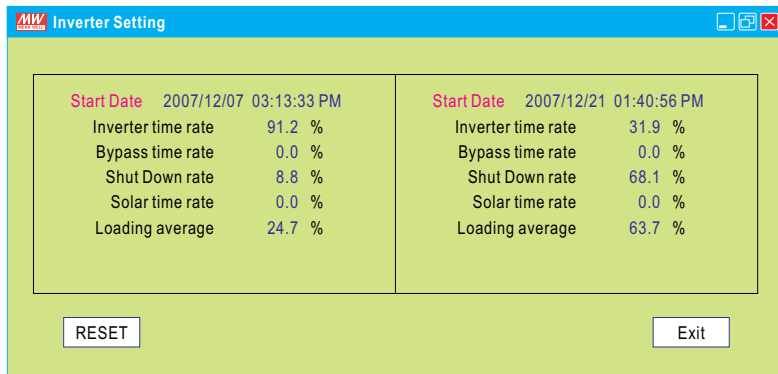 MW MEAN WELL Inverter Setting
Start Date 2007/12/07 03:13:33 PM
Inverter time rate 91.2 %
Bypass time rate 0.0 %
Shut Down rate 8.8 %
Solar time rate 0.0 %
Loading average 24.7 %
Start Date 2007/12/21 01:40:56 PM
Inverter time rate 31.9 %
Bypass time rate 0.0 %
Shut Down rate 68.1 %
Solar time rate 0.0 %
Loading average 63.7 %
RESET
Exit